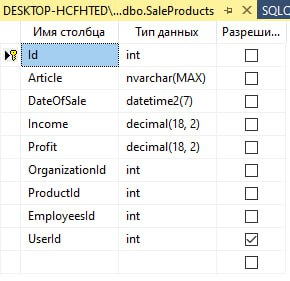 DESKTOP-HCFHTED\...dbo.SaleProducts SQLQ
Имя столбца Тип данных Разреши...
Id int
Article nvarchar(MAX)
DateOfSale datetime2(7)
Income decimal(18, 2)
Profit decimal(18, 2)
OrganizationId int
ProductId int
EmployeesId int
UserId int